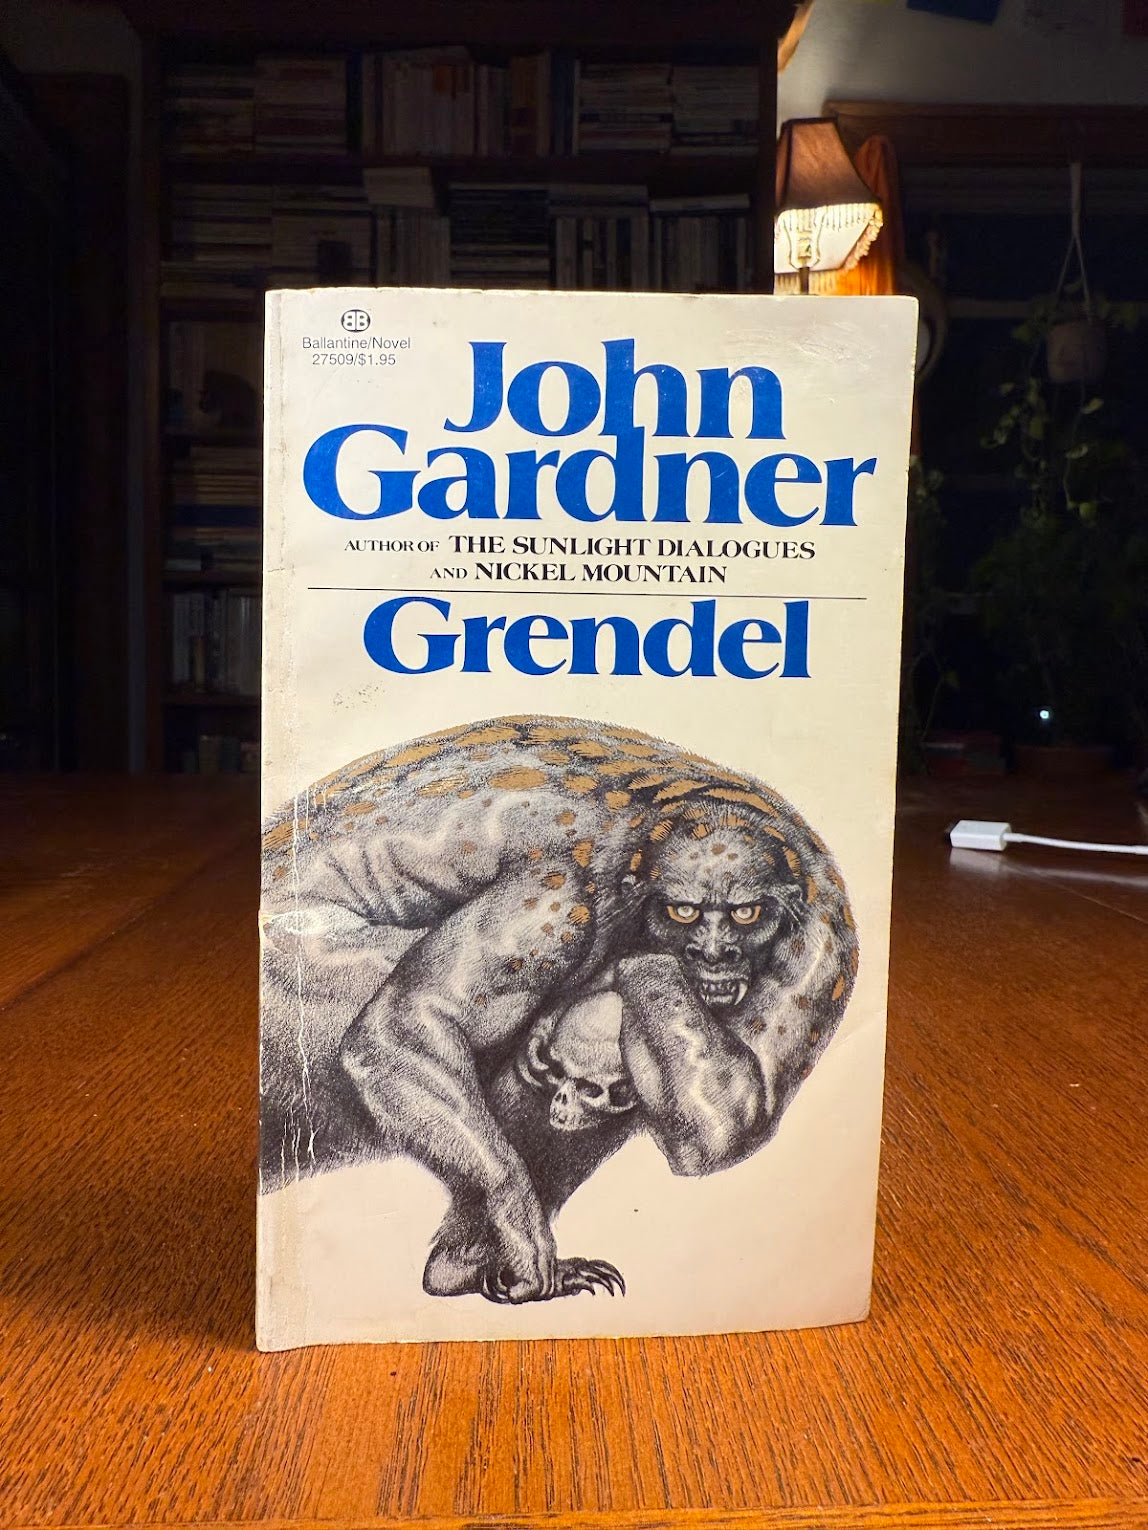 BB
Ballantine/Novel
27509/$1.95
John
Gardner
AUTHOR OF THE SUNLIGHT DIALOGUES
AND NICKEL MOUNTAIN
Grendel